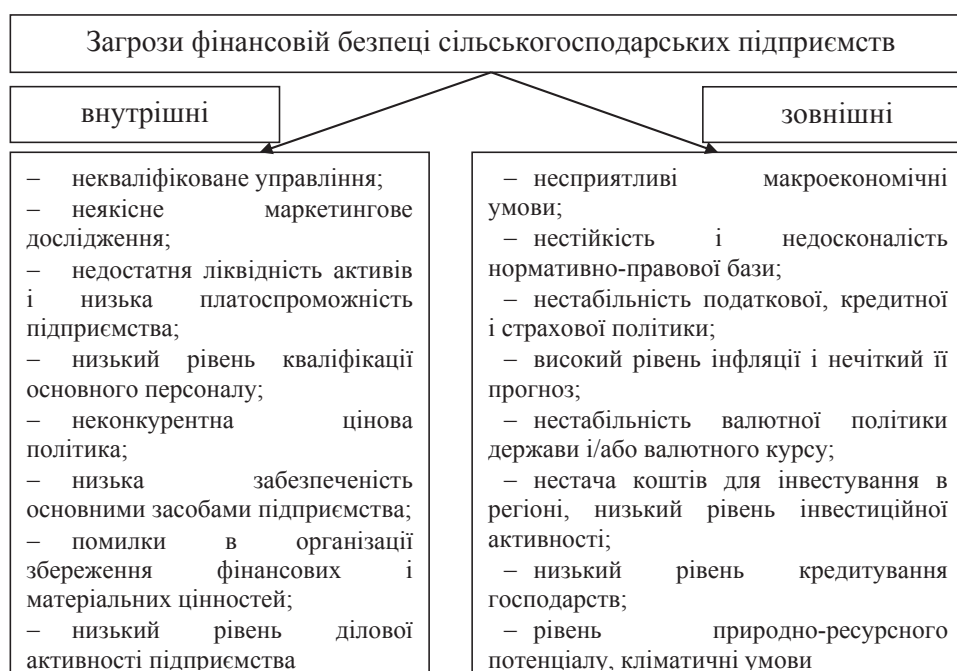 Загрози фінансовій безпеці сільськогосподарських підприємств
внутрішні
зовнішні
– некваліфіковане управління;
– неякісне маркетингове
дослідження;
– недостатня ліквідність активів
і низька платоспроможність
підприємства;
– низький рівень кваліфікації
основного персоналу;
– неконкурентна цінова
політика;
– низька забезпеченість
основними засобами підприємства;
– помилки в організації
збереження фінансових і
матеріальних цінностей;
– низький рівень ділової
активності підприємства
– несприятливі макроекономічні
умови;
– нестійкість і недосконалість
нормативно-правової бази;
– нестабільність податкової, кредитної
і страхової політики;
– високий рівень інфляції і нечіткий її
прогноз;
– нестабільність валютної політики
держави і/або валютного курсу;
– нестача коштів для інвестування в
регіоні, низький рівень інвестиційної
активності;
– низький рівень кредитування
господарств;
– рівень природно-ресурсного
потенціалу, кліматичні умови